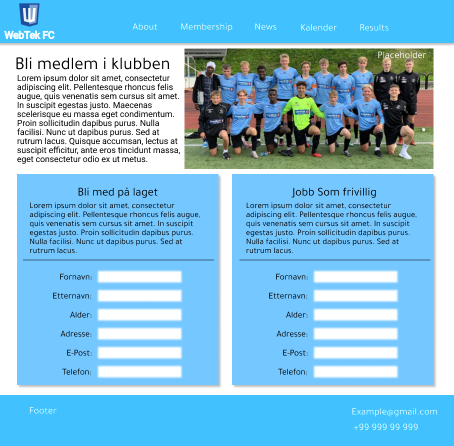 WebTek FC
About Membership News Kalender Results
Placeholder
Bli medlem i klubben
Lorem ipsum dolor sit amet, consectetur
adipiscing elit. Pellentesque rhoncus felis
augue, quis venenatis sem cursus sit amet.
In suscipit egestas justo. Maecenas
scelerisque eu massa eget condimentum.
Proin sollicitudin dapibus purus. Nulla
facilisi. Nunc ut dapibus purus. Sed at
rutrum lacus. Quisque accumsan, lectus at
suscipit efficitur, ante eros tincidunt massa,
eget consectetur odio ex ut metus.
Bli med på laget
Lorem ipsum dolor sit amet, consectetur
adipiscing elit. Pellentesque rhoncus felis augue,
quis venenatis sem cursus sit amet. In suscipit
egestas justo. Proin sollicitudin dapibus purus.
Nulla facilisi. Nunc ut dapibus purus. Sed at
rutrum lacus.
Fornavn:
Etternavn:
Alder:
Adresse:
E-Post:
Telefon:
Jobb Som frivillig
Lorem ipsum dolor sit amet, consectetur
adipiscing elit. Pellentesque rhoncus felis augue,
quis venenatis sem cursus sit amet. In suscipit
egestas justo. Proin sollicitudin dapibus purus.
Nulla facilisi. Nunc ut dapibus purus. Sed at
rutrum lacus.
Fornavn:
Etternavn:
Alder:
Adresse:
E-Post:
Telefon:
Footer
Example@gmail.com
+99 999 99 999